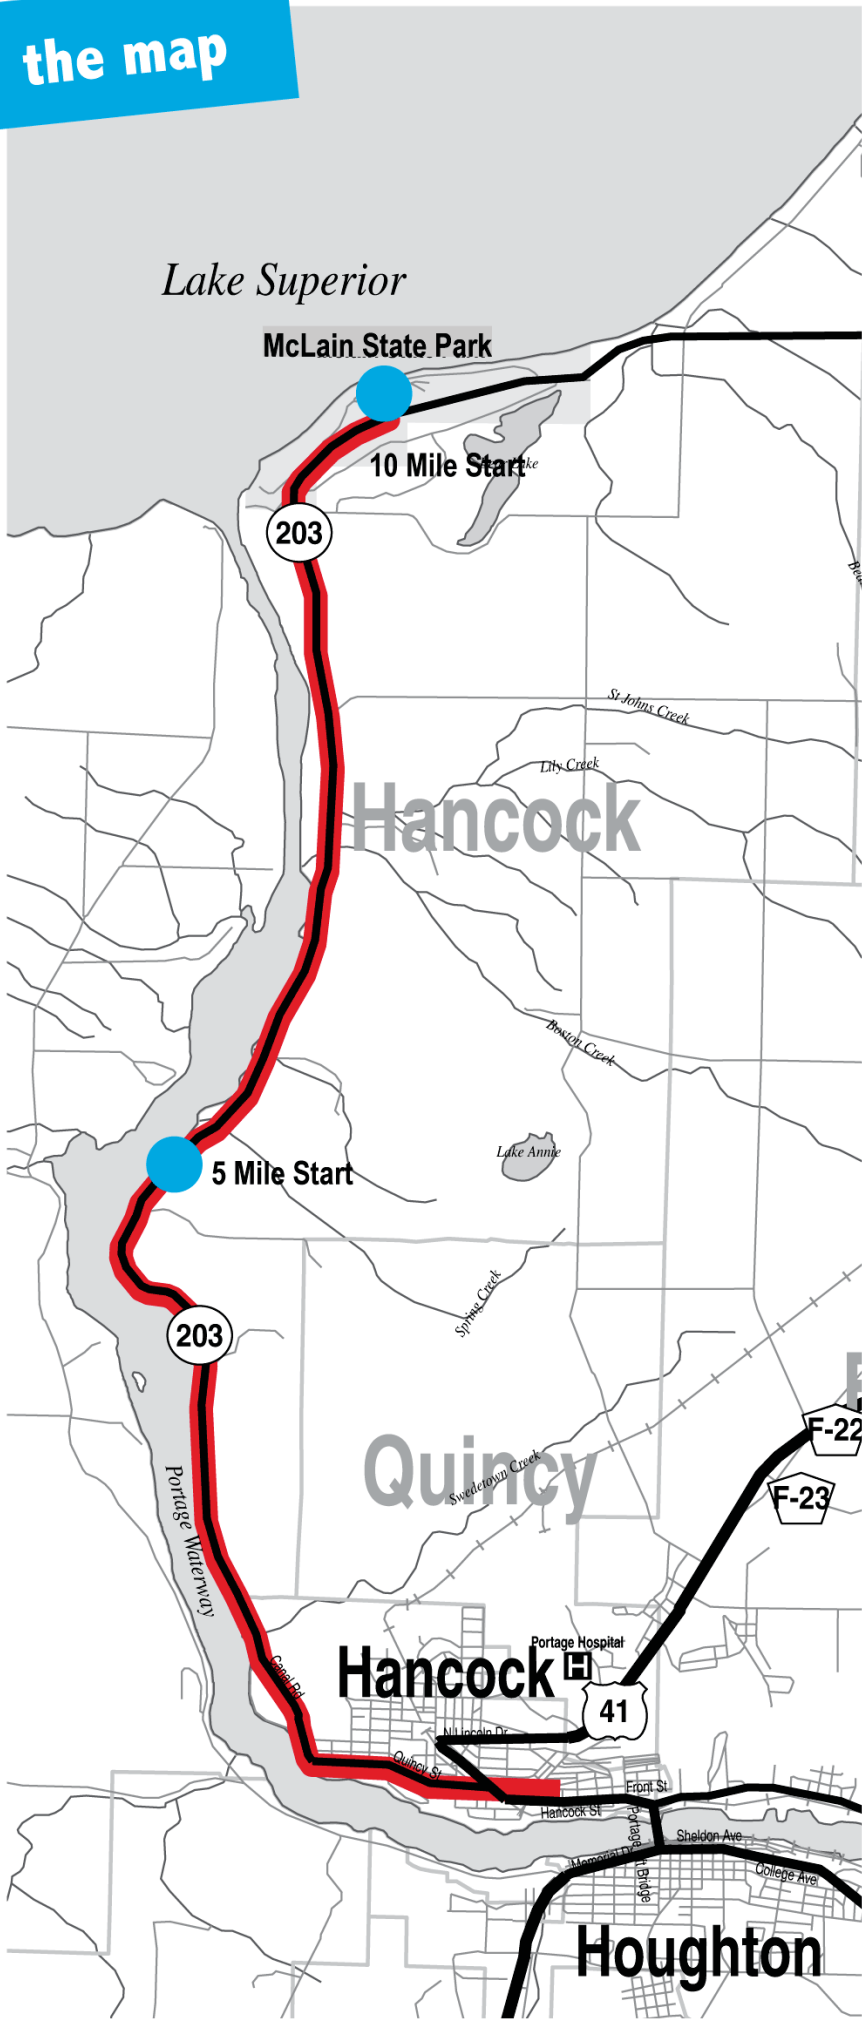 the map
Lake Superior
McLain State Park
10 Mile Start
203
St Johns Creek
Lily Creek
Hancock
Boston Creek
Lake Annie
5 Mile Start
Spring Creek
203
F-22
Quincy
Swedetown Creek
F-23
Portage Waterway
Portage Hospital
H
Hancock
Canal Rd
41
N Lincoln Dr
Quincy St
Front St
Hancock St
Portage
Sheldon Ave
Memorial Dr
Bridge
College Ave
Houghton